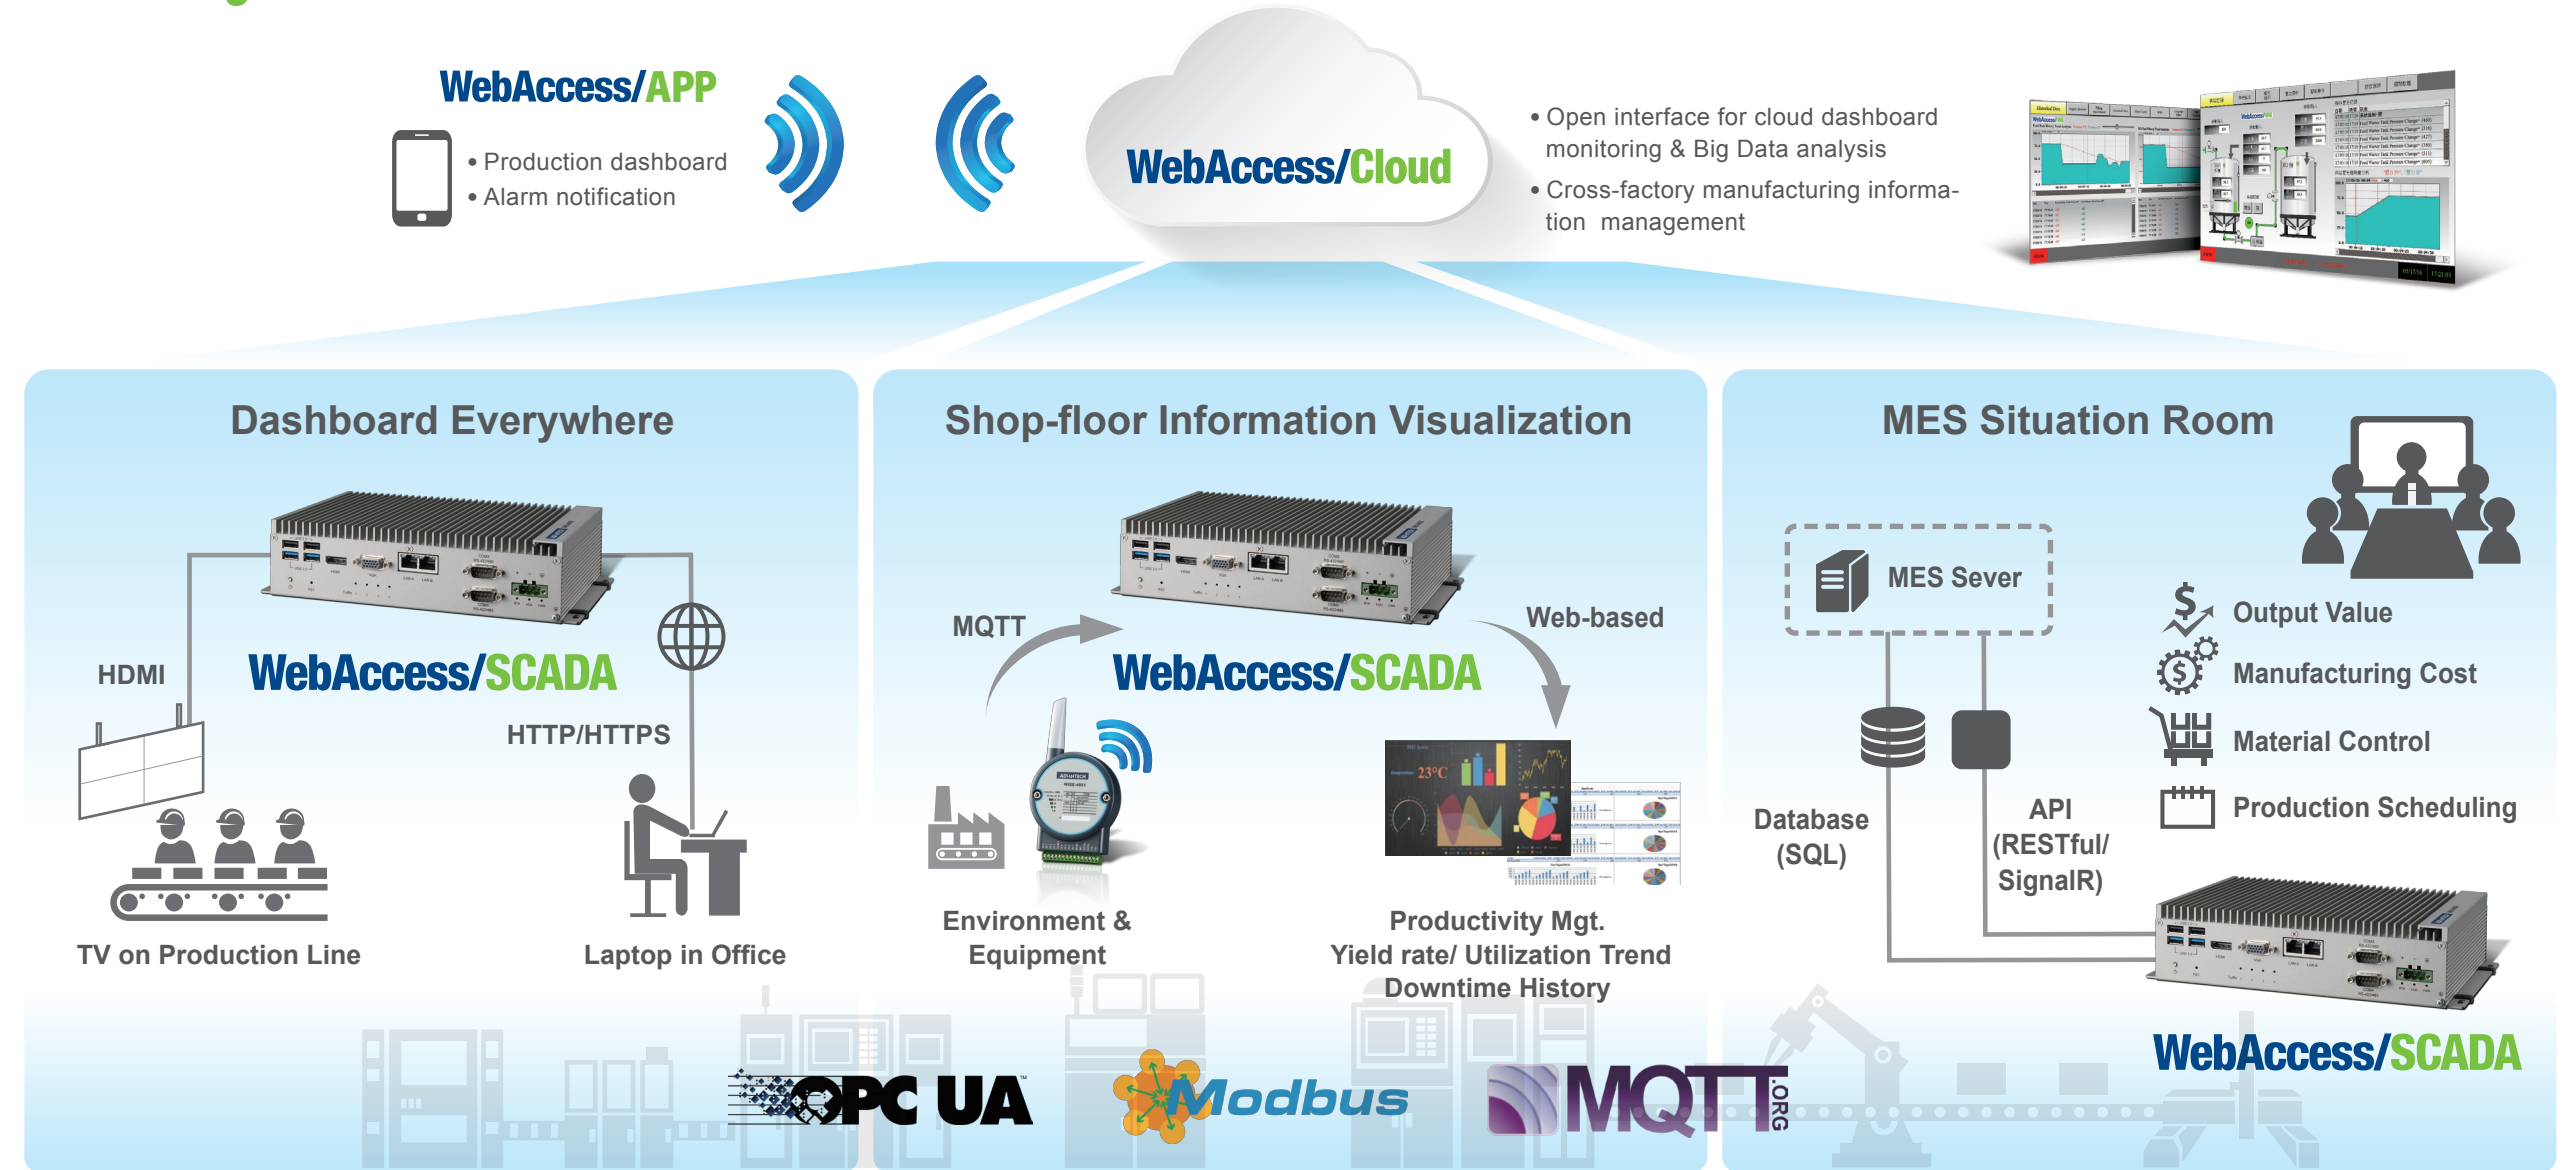 WebAccess/APP
• Production dashboard
• Alarm notification
WebAccess/Cloud
• Open interface for cloud dashboard
monitoring & Big Data analysis
• Cross-factory manufacturing informa-
tion management
Dashboard Everywhere
HDMI
WebAccess/SCADA
HTTP/HTTPS
TV on Production Line
Laptop in Office
Shop-floor Information Visualization
MQTT
Web-based
WebAccess/SCADA
ADVANTECH
23°C
Environment &
Equipment
Productivity Mgt.
Yield rate/ Utilization Trend
Downtime History
MES Situation Room
MES Sever
Output Value
Manufacturing Cost
Material Control
Production Scheduling
Database
(SQL)
API
(RESTful/
SignalR)
WebAccess/SCADA
OPC UA
Modbus
MQTT.ORG